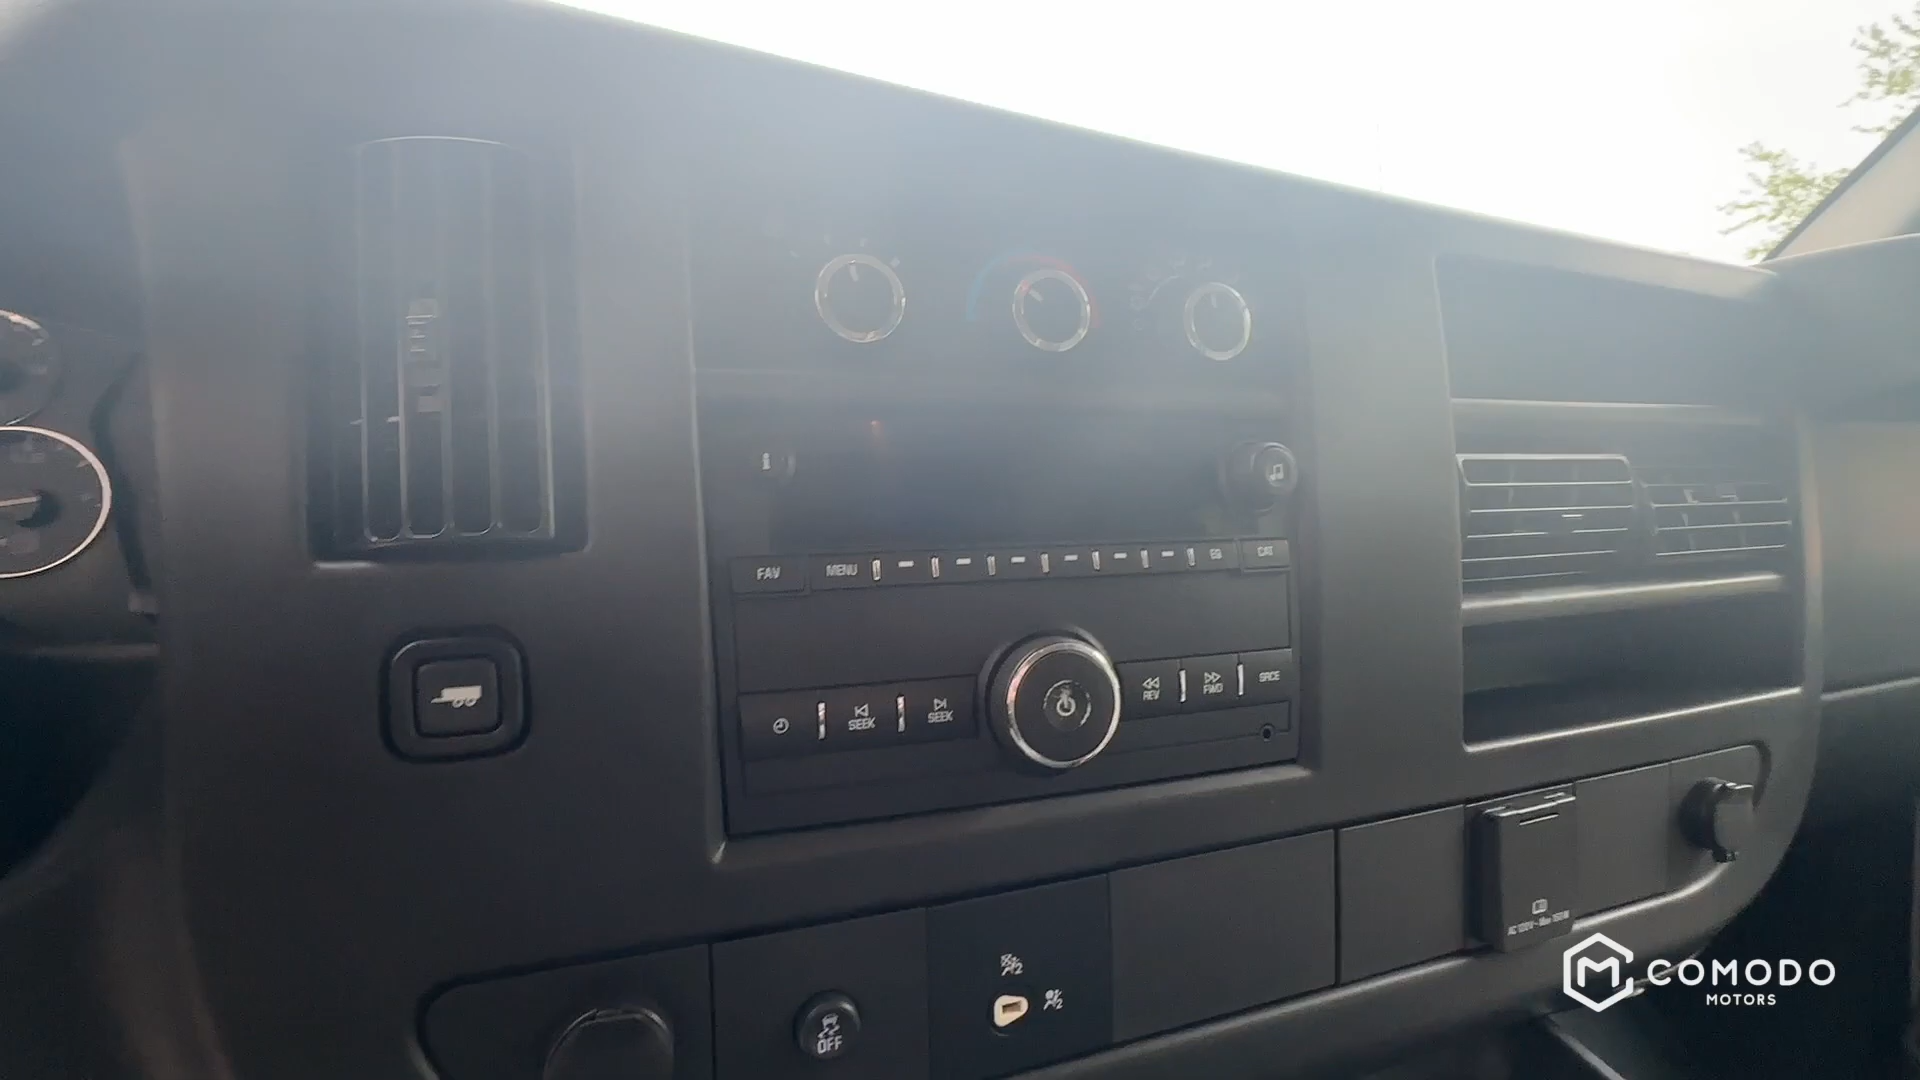 FAV
MENU
CAT
SEEK
SEEK
REV
FWD
SRCE
OFF
COMODO
MOTORS